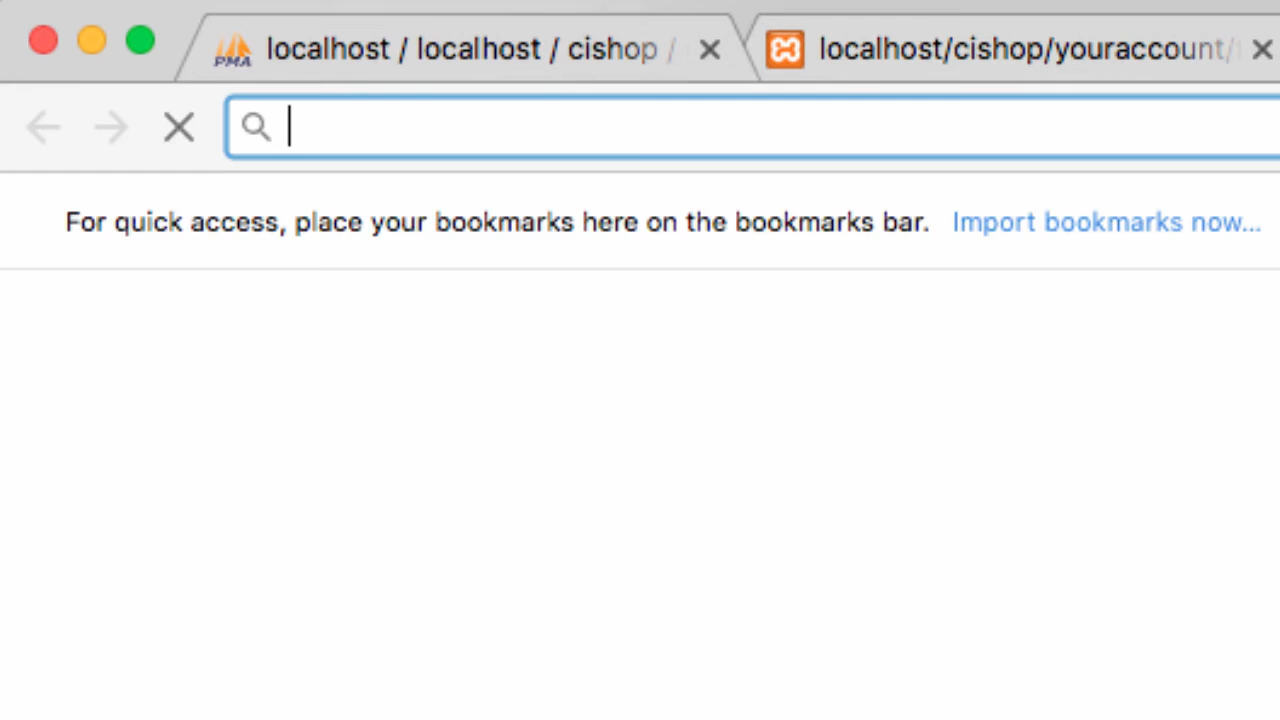 PMA localhost / localhost / cishop /
localhost/cishop/youraccount/
For quick access, place your bookmarks here on the bookmarks bar. Import bookmarks now...